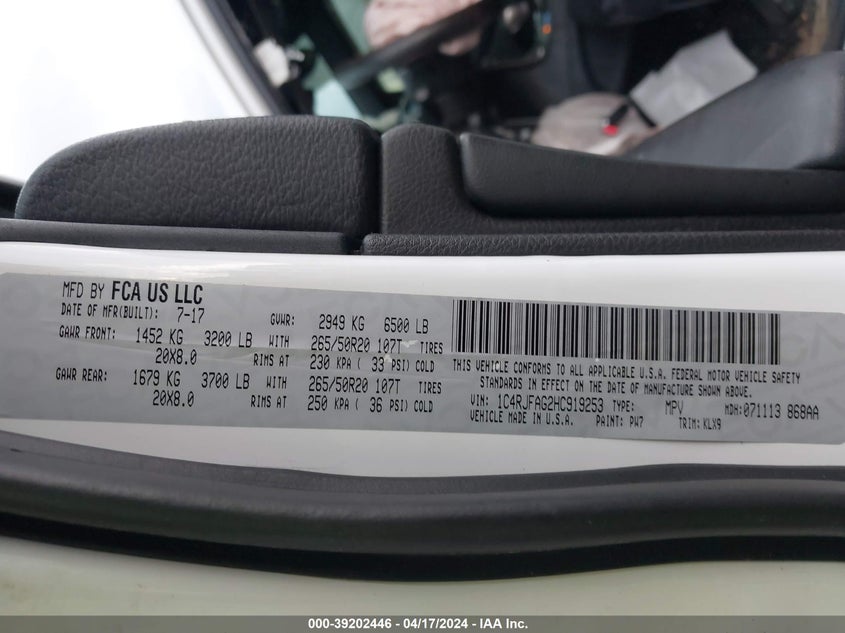 MFD BY FCA US LLC
DATE OF MFR(BUILT): 7-17 GVWR: 2949 KG 6500 LB
GAWR FRONT: 1452 KG 3200 LB WITH 265/50R20 107T TIRES
20X8.0 RIMS AT 230 KPA ( 33 PSI) COLD
GAWR REAR: 1679 KG 3700 LB WITH 265/50R20 107T TIRES
20X8.0 RIMS AT 250 KPA ( 36 PSI) COLD
THIS VEHICLE CONFORMS TO ALL APPLICABLE U.S.A. FEDERAL MOTOR VEHICLE SAFETY
STANDARDS IN EFFECT ON THE DATE OF MANUFACTURE SHOWN ABOVE.
VIN: 1C4RJFAG2HC919253 TYPE: MPV MDH: 071113 868AA
VEHICLE MADE IN U.S.A. PAINT: PW7 TRIM: KLX9
000-39202446 - 04/17/2024 - IAA Inc.